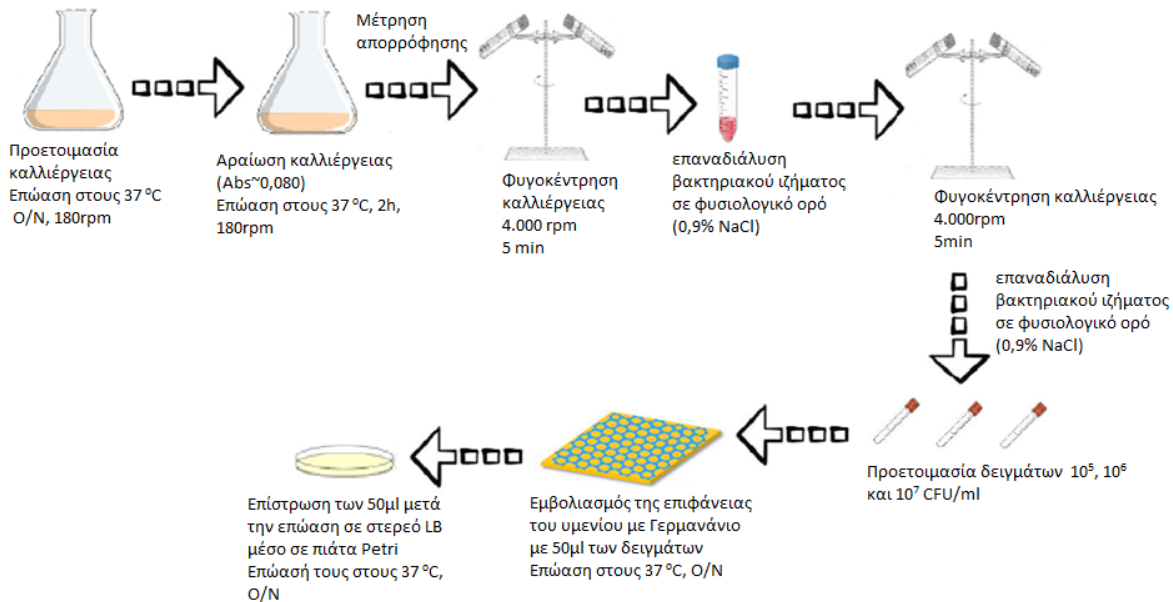 Προετοιμασία
καλλιέργειας
Επώαση στους 37 ⁰C
O/N, 180rpm
Αραίωση καλλιέργειας
(Abs~0,080)
Επώαση στους 37 ⁰C, 2h,
180rpm
Μέτρηση
απορρόφησης
Φυγοκέντρηση
καλλιέργειας
4.000 rpm
5 min
επαναδιάλυση
βακτηριακού ιζήματος
σε φυσιολογικό ορό
(0,9% NaCl)
Φυγοκέντρηση καλλιέργειας
4.000rpm
5min
επαναδιάλυση
βακτηριακού ιζήματος
σε φυσιολογικό ορό
(0,9% NaCl)
Προετοιμασία δειγμάτων 10⁵, 10⁶
και 10⁷ CFU/ml
Εμβολιασμός της επιφάνειας
του υμενίου με Γερμανάνιο
με 50μl των δειγμάτων
Επώαση στους 37 ⁰C, O/N
Επίστρωση των 50μl μετά
την επώαση σε στερεό LB
μέσο σε πιάτα Petri
Επώασή τους στους 37 ⁰C,
O/N